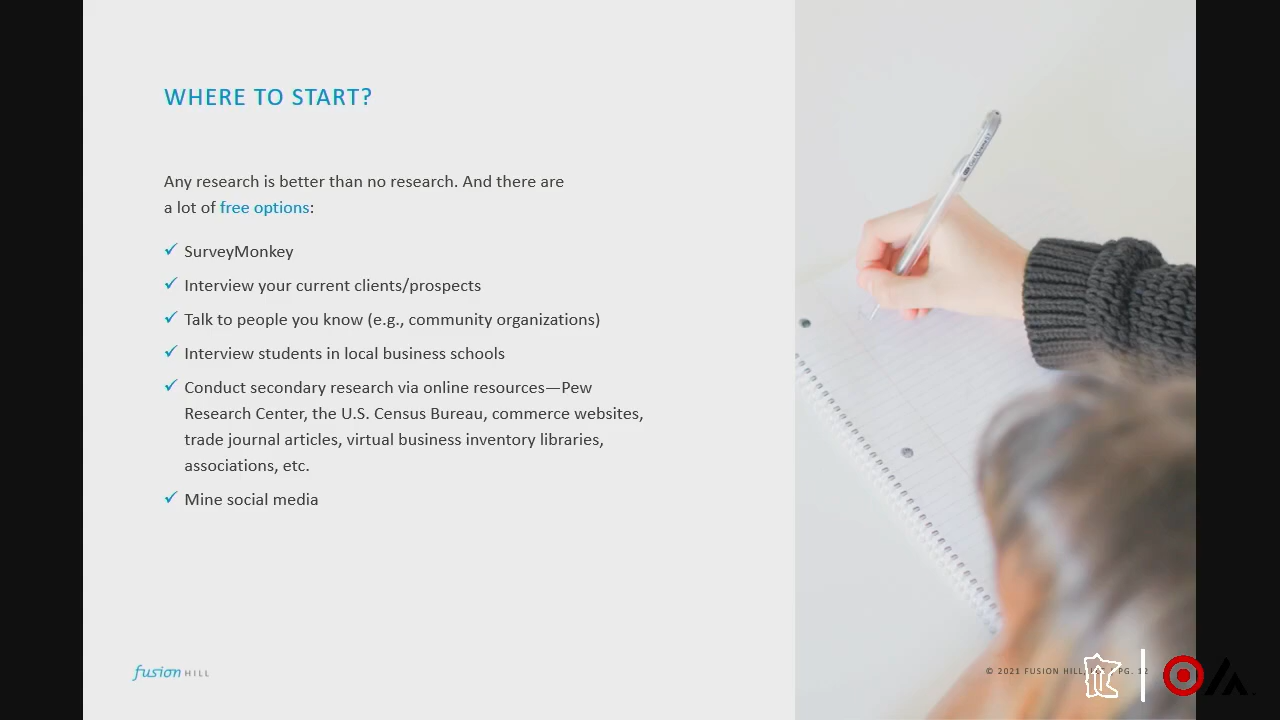 WHERE TO START?
Any research is better than no research. And there are
a lot of free options:
✓ SurveyMonkey
✓ Interview your current clients/prospects
✓ Talk to people you know (e.g., community organizations)
✓ Interview students in local business schools
✓ Conduct secondary research via online resources—Pew
Research Center, the U.S. Census Bureau, commerce websites,
trade journal articles, virtual business inventory libraries,
associations, etc.
✓ Mine social media
fusion HILL
© 2021 FUSION HILL, PG. 12